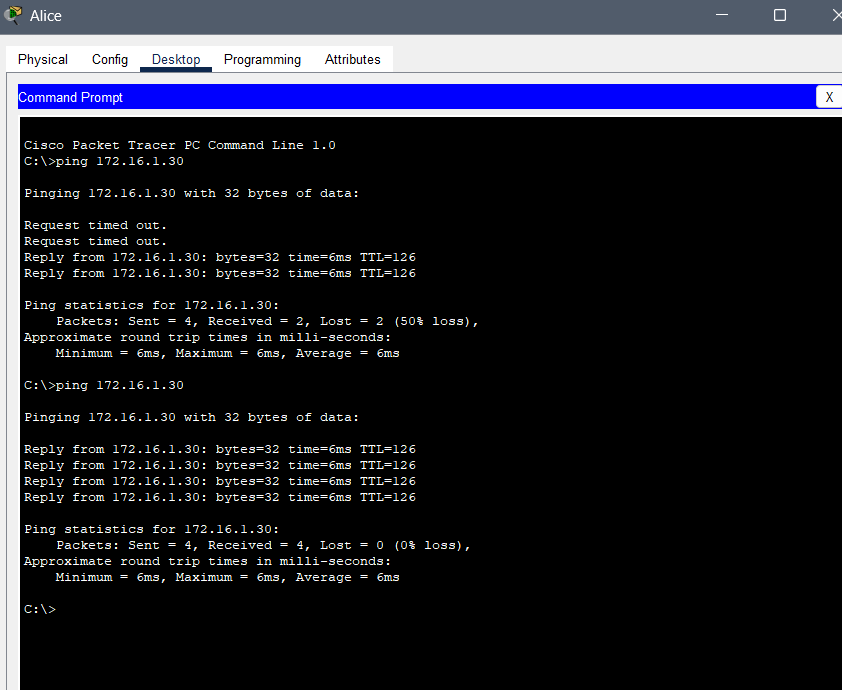 Alice
Physical Config Desktop Programming Attributes
Command Prompt
X
Cisco Packet Tracer PC Command Line 1.0
C:\>ping 172.16.1.30
Pinging 172.16.1.30 with 32 bytes of data:
Request timed out.
Request timed out.
Reply from 172.16.1.30: bytes=32 time=6ms TTL=126
Reply from 172.16.1.30: bytes=32 time=6ms TTL=126
Ping statistics for 172.16.1.30:
Packets: Sent = 4, Received = 2, Lost = 2 (50% loss),
Approximate round trip times in milli-seconds:
Minimum = 6ms, Maximum = 6ms, Average = 6ms
C:\>ping 172.16.1.30
Pinging 172.16.1.30 with 32 bytes of data:
Reply from 172.16.1.30: bytes=32 time=6ms TTL=126
Reply from 172.16.1.30: bytes=32 time=6ms TTL=126
Reply from 172.16.1.30: bytes=32 time=6ms TTL=126
Reply from 172.16.1.30: bytes=32 time=6ms TTL=126
Ping statistics for 172.16.1.30:
Packets: Sent = 4, Received = 4, Lost = 0 (0% loss),
Approximate round trip times in milli-seconds:
Minimum = 6ms, Maximum = 6ms, Average = 6ms
C:\>